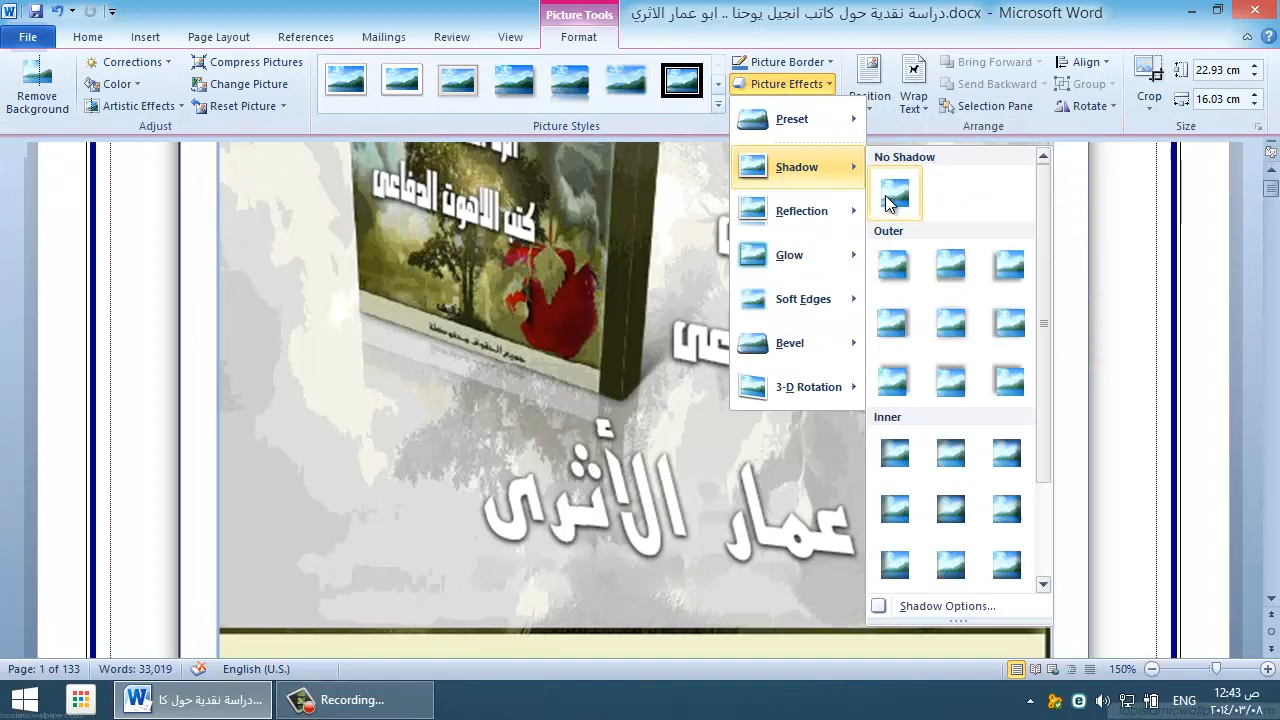 Picture Tools
دراسة نقدية حول كاتب انجيل يوحنا .. ابو عمار الاثري.docx - Microsoft Word
File Home Insert Page Layout References Mailings Review View Format
Remove Background
Corrections
Color
Artistic Effects
Compress Pictures
Change Picture
Reset Picture
Adjust
Picture Styles
Picture Border
Picture Effects
Position
Wrap Text
Bring Forward
Send Backward
Selection Pane
Align
Group
Rotate
Arrange
Crop
22.93 cm
16.03 cm
Size
Preset
Shadow
Reflection
Glow
Soft Edges
Bevel
3-D Rotation
No Shadow
Outer
Inner
Shadow Options...
كتب اللاهوت الدفاعى
عمار الأثرى
Page: 1 of 133 Words: 33,019 English (U.S.) 150%
دراسة نقدية حول كا...
Recording...
ENG
12:43 ص
٢٠١٤/٠٣/٠٨